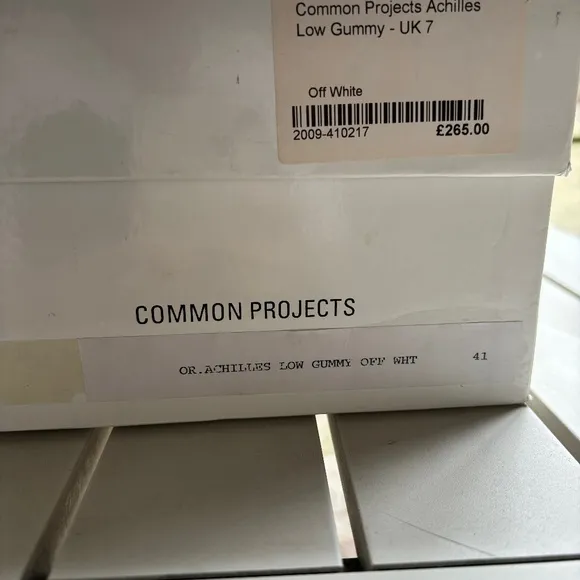 Common Projects Achilles
Low Gummy - UK 7
Off White
2009-410217 £265.00
COMMON PROJECTS
OR.ACHILLES LOW GUMMY OFF WHT 41